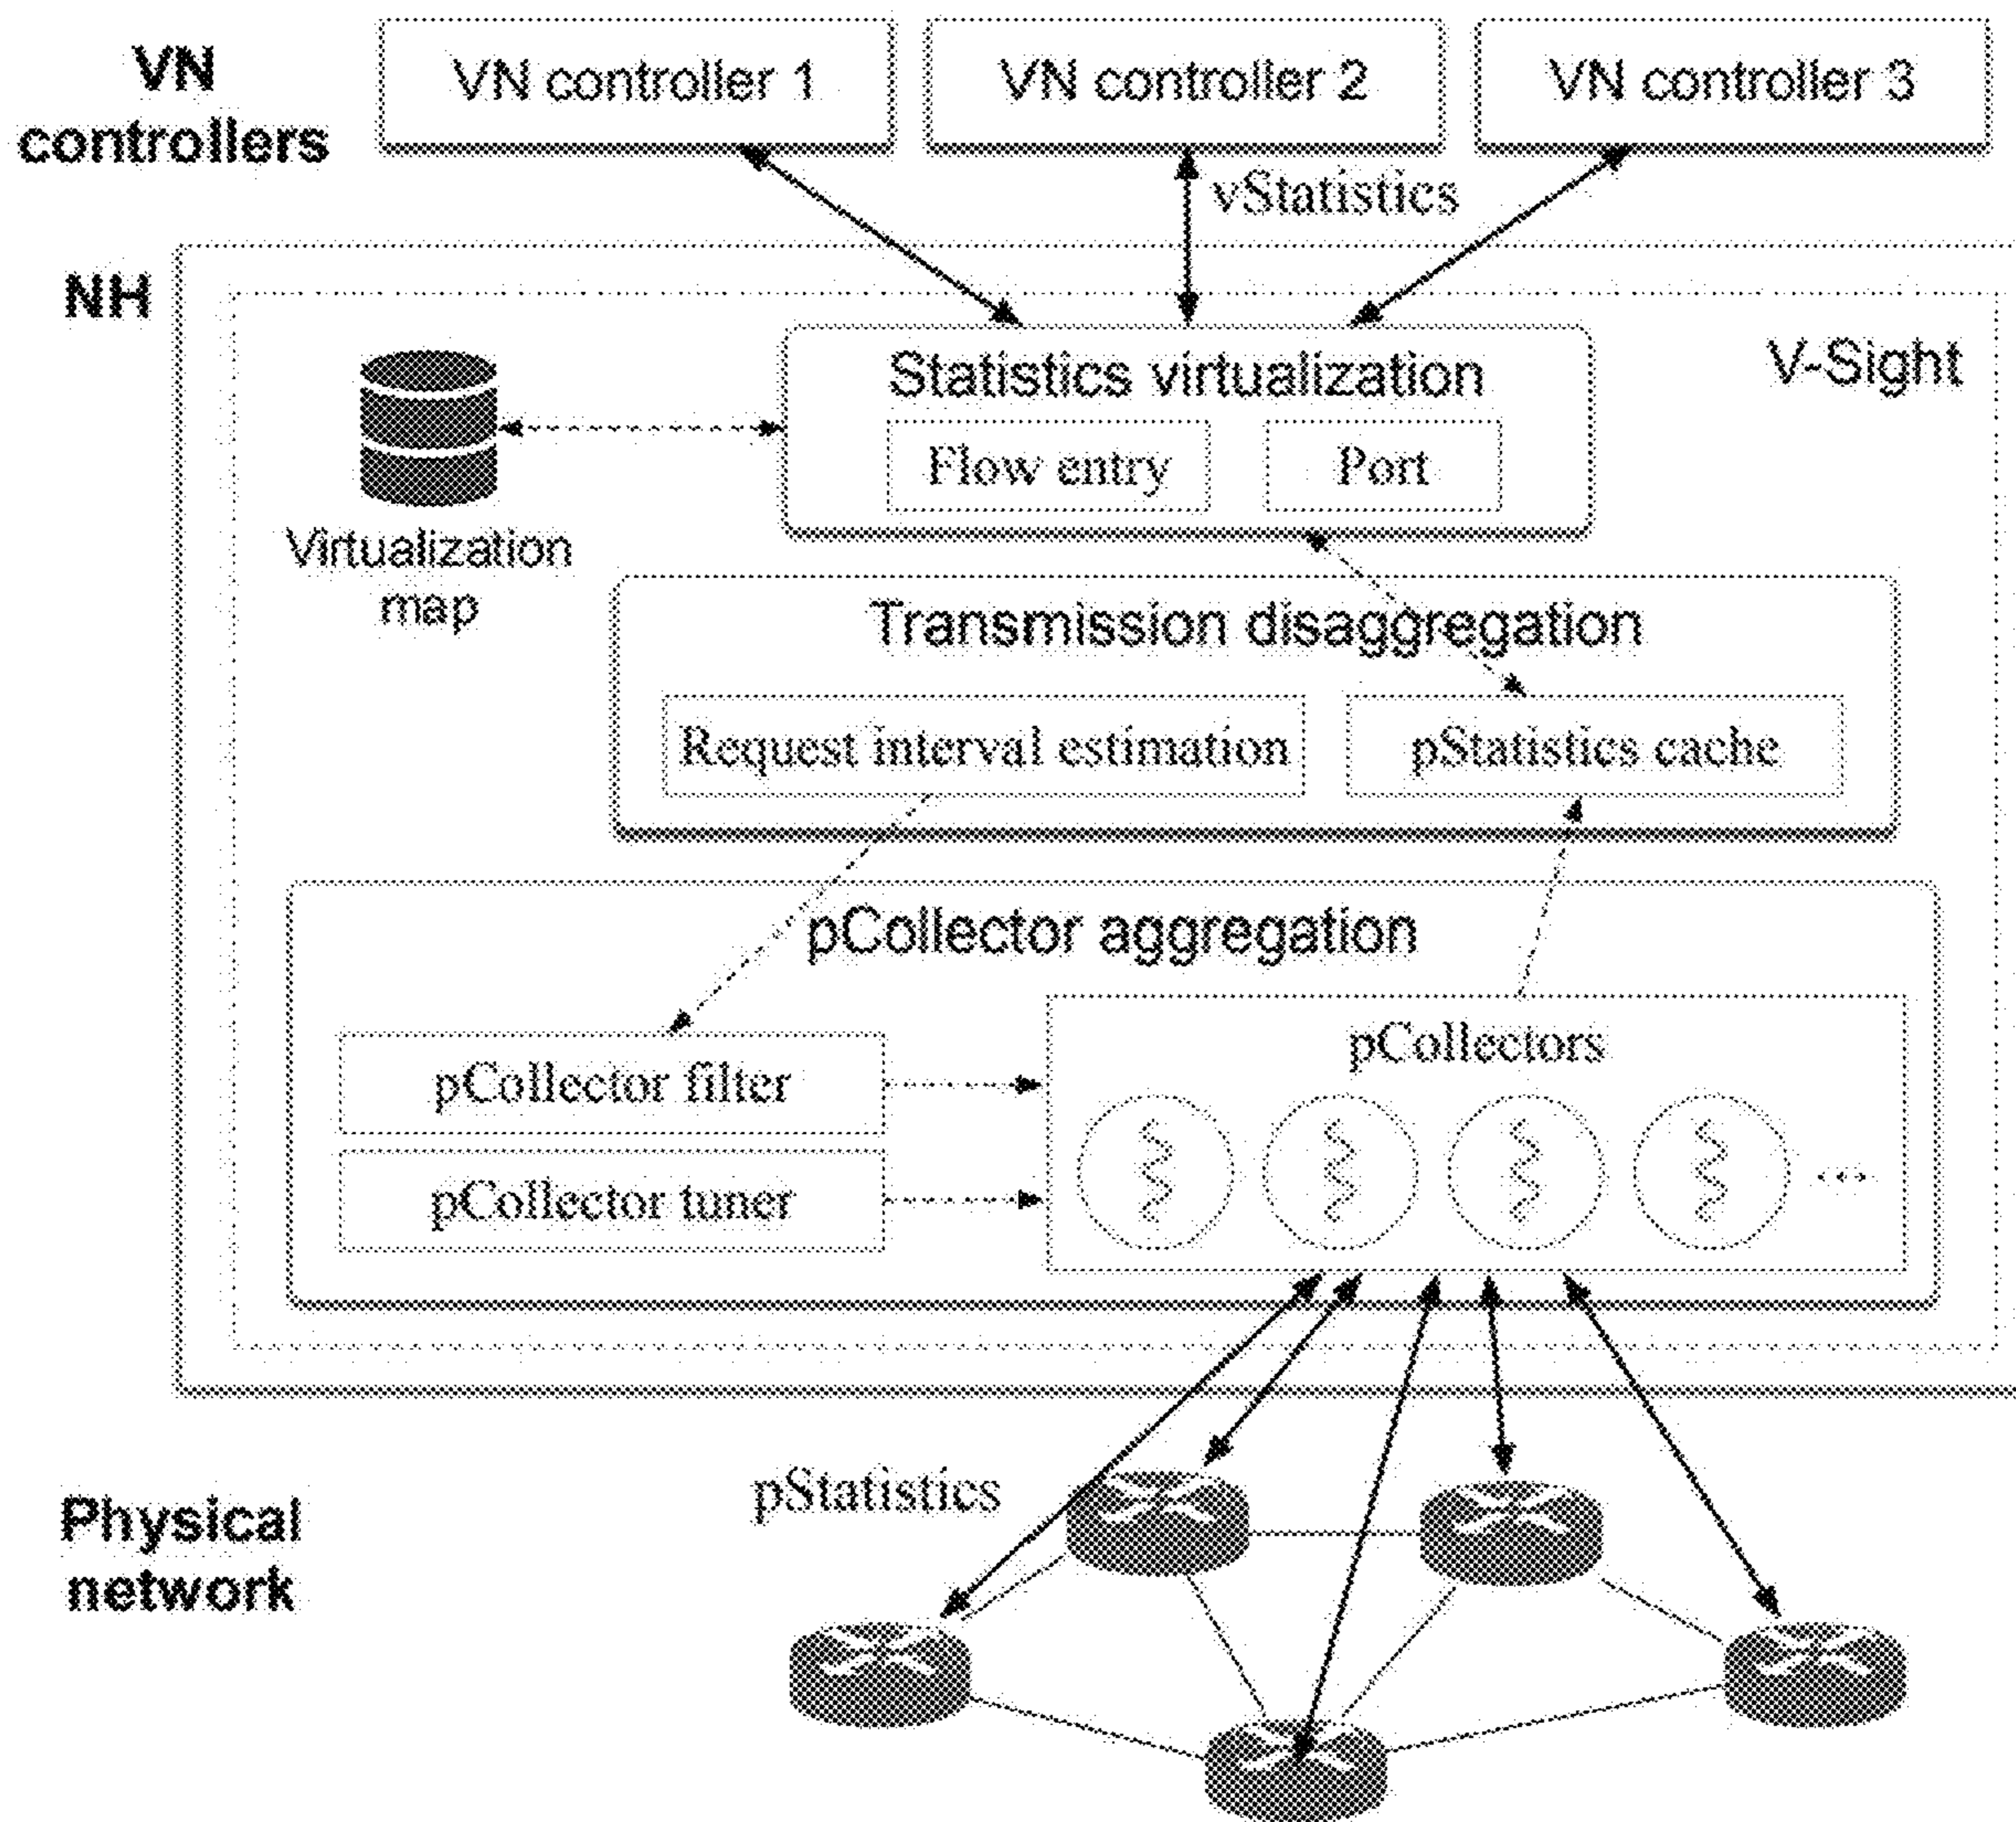 VN
controllers
VN controller 1
VN controller 2
VN controller 3
vStatistics
NH
V-Sight
Statistics virtualization
Flow entry
Port
Virtualization
map
Transmission disaggregation
Request interval estimation
pStatistics cache
pCollector aggregation
pCollector filter
pCollector tuner
pCollectors
...
pStatistics
Physical
network